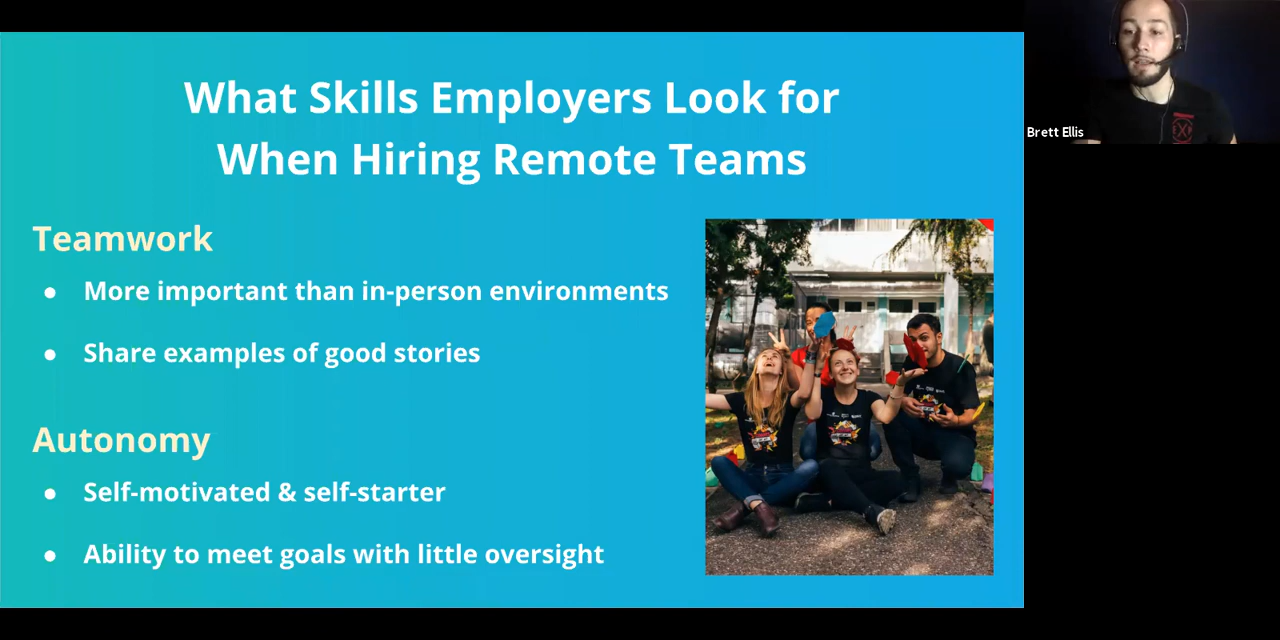 What Skills Employers Look for
When Hiring Remote Teams
Teamwork
● More important than in-person environments
● Share examples of good stories
Autonomy
● Self-motivated & self-starter
● Ability to meet goals with little oversight
Brett Ellis
EXP